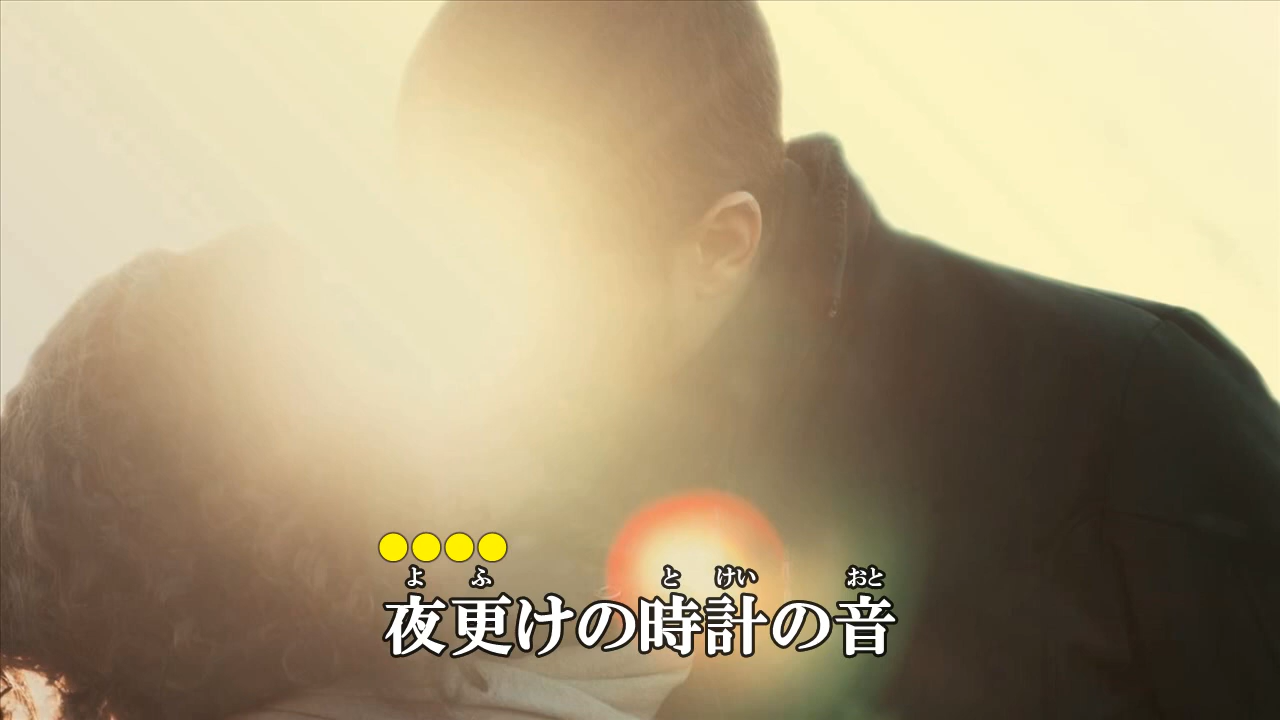 よ ふ と けい おと
夜更けの時計の音